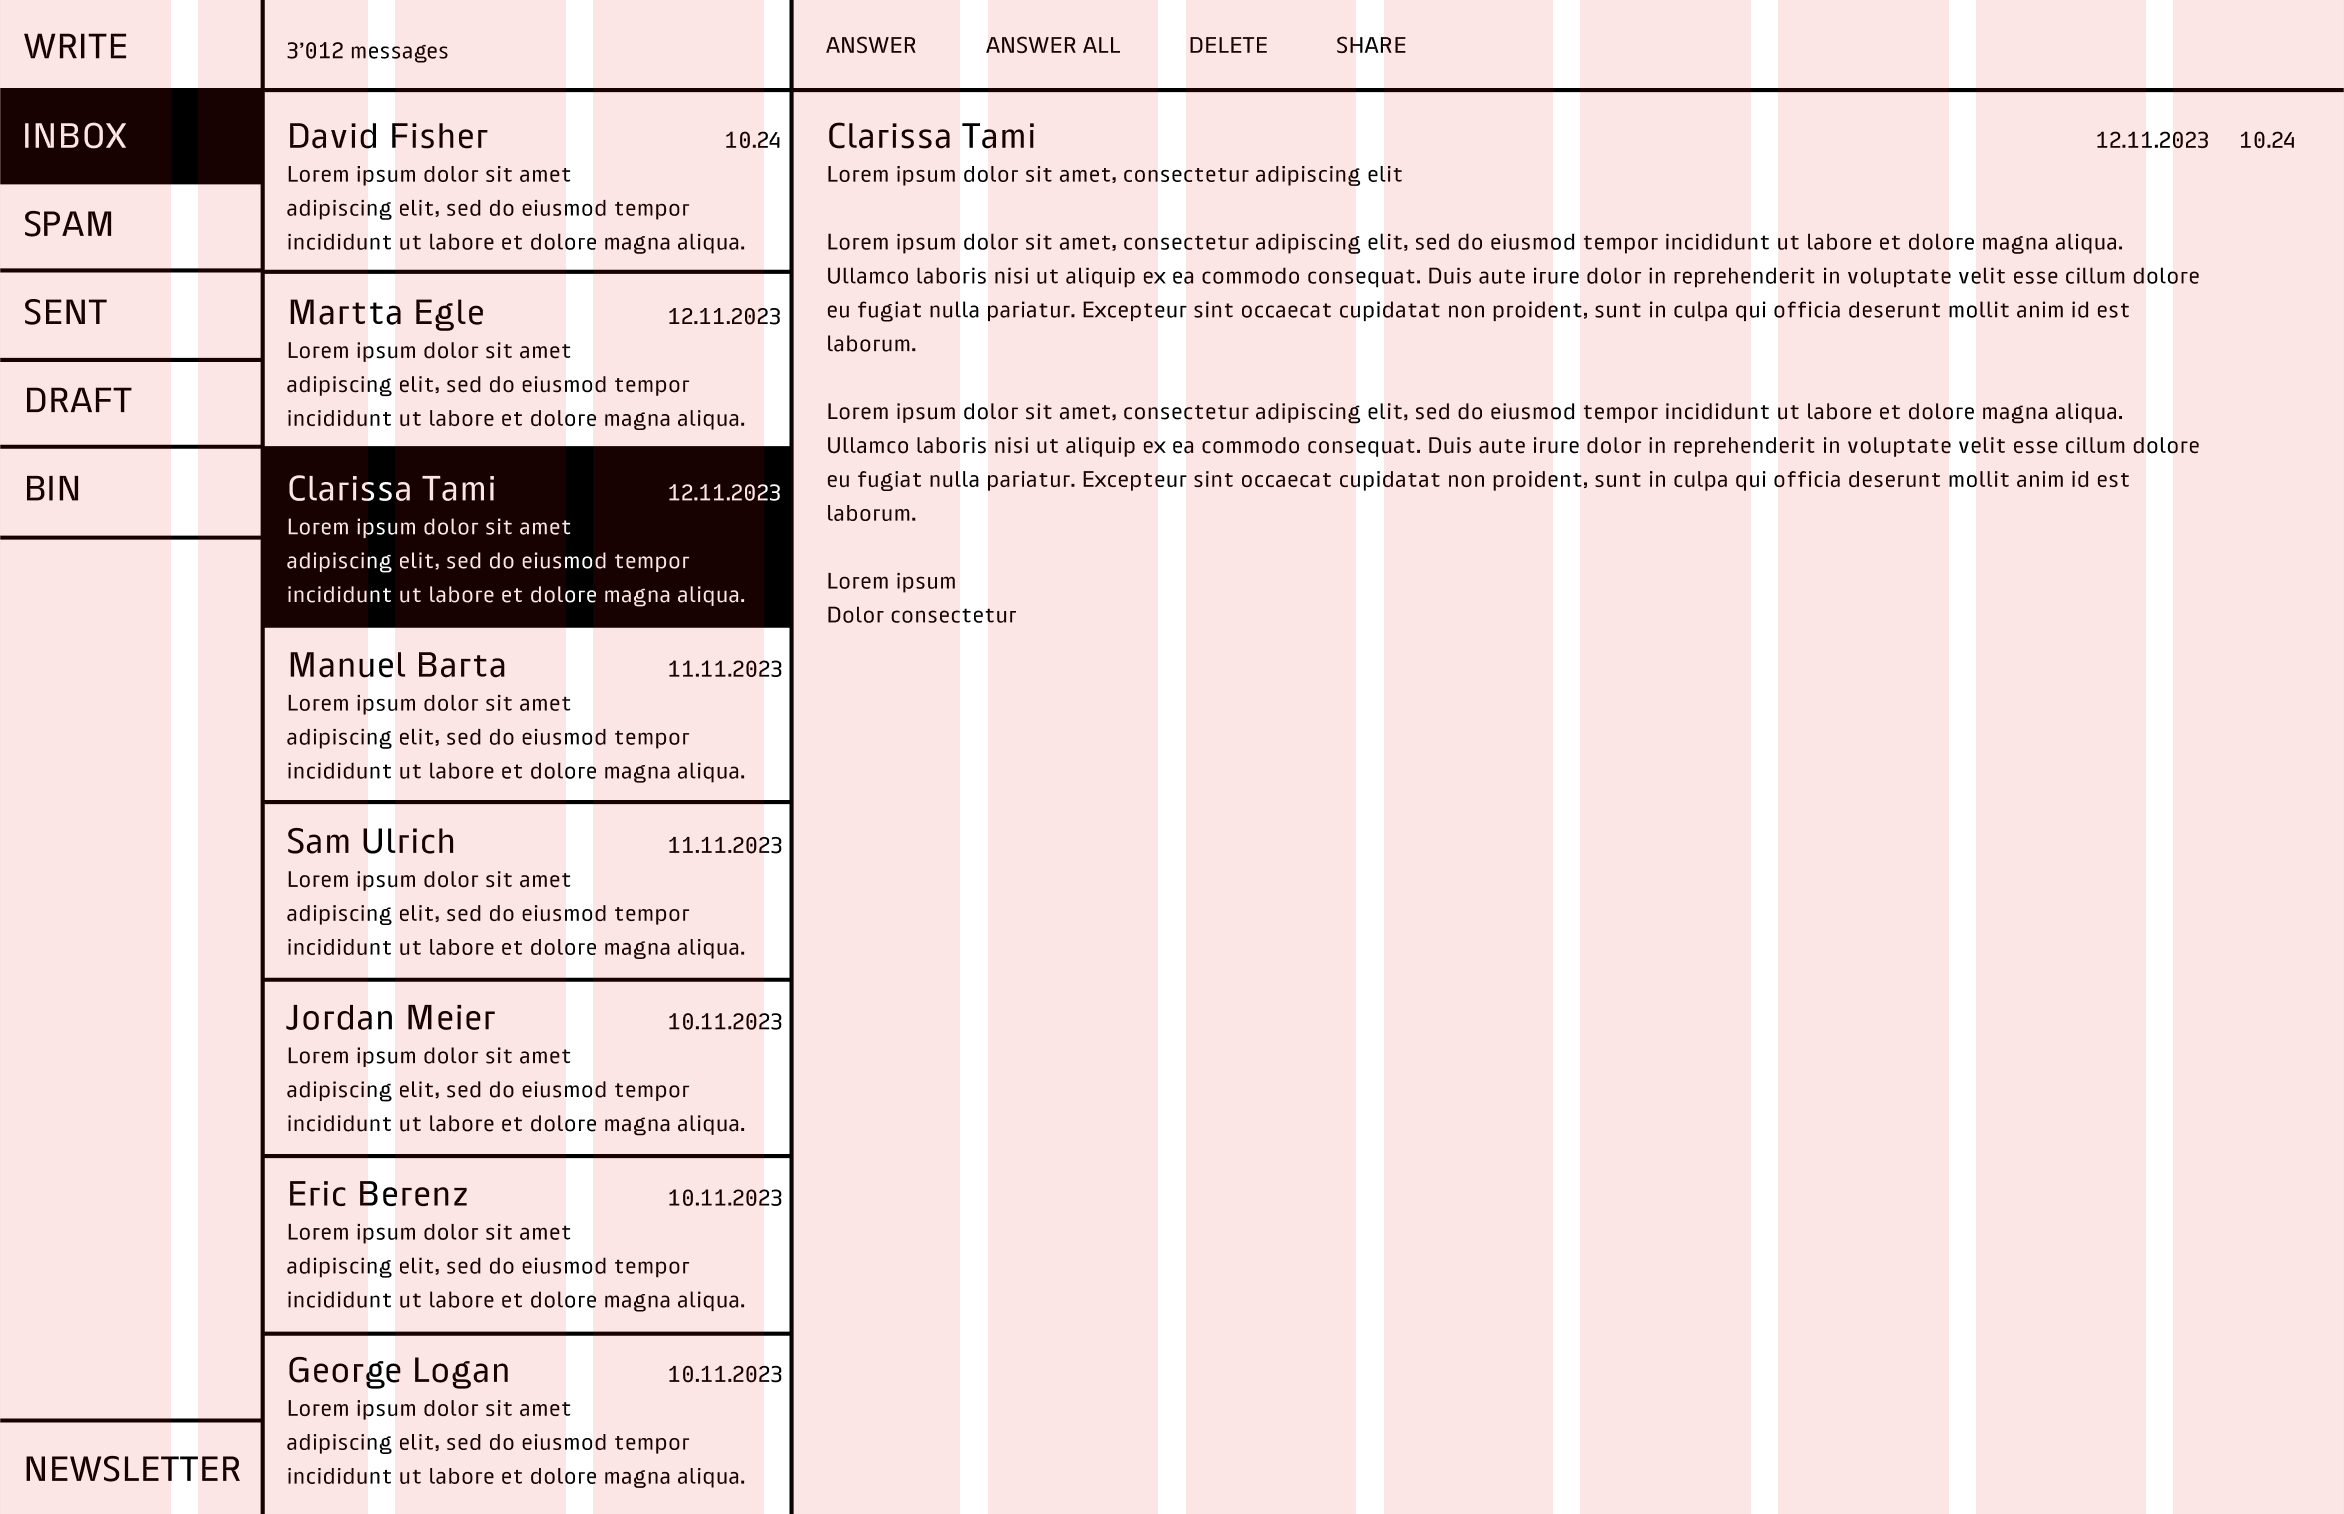 WRITE
INBOX
SPAM
SENT
DRAFT
BIN
NEWSLETTER
3’012 messages
David Fisher 10.24
Lorem ipsum dolor sit amet
adipiscing elit, sed do eiusmod tempor
incididunt ut labore et dolore magna aliqua.
Martta Egle 12.11.2023
Lorem ipsum dolor sit amet
adipiscing elit, sed do eiusmod tempor
incididunt ut labore et dolore magna aliqua.
Clarissa Tami 12.11.2023
Lorem ipsum dolor sit amet
adipiscing elit, sed do eiusmod tempor
incididunt ut labore et dolore magna aliqua.
Manuel Barta 11.11.2023
Lorem ipsum dolor sit amet
adipiscing elit, sed do eiusmod tempor
incididunt ut labore et dolore magna aliqua.
Sam Ulrich 11.11.2023
Lorem ipsum dolor sit amet
adipiscing elit, sed do eiusmod tempor
incididunt ut labore et dolore magna aliqua.
Jordan Meier 10.11.2023
Lorem ipsum dolor sit amet
adipiscing elit, sed do eiusmod tempor
incididunt ut labore et dolore magna aliqua.
Eric Berenz 10.11.2023
Lorem ipsum dolor sit amet
adipiscing elit, sed do eiusmod tempor
incididunt ut labore et dolore magna aliqua.
George Logan 10.11.2023
Lorem ipsum dolor sit amet
adipiscing elit, sed do eiusmod tempor
incididunt ut labore et dolore magna aliqua.
ANSWER ANSWER ALL DELETE SHARE
Clarissa Tami 12.11.2023 10.24
Lorem ipsum dolor sit amet, consectetur adipiscing elit
Lorem ipsum dolor sit amet, consectetur adipiscing elit, sed do eiusmod tempor incididunt ut labore et dolore magna aliqua.
Ullamco laboris nisi ut aliquip ex ea commodo consequat. Duis aute irure dolor in reprehenderit in voluptate velit esse cillum dolore
eu fugiat nulla pariatur. Excepteur sint occaecat cupidatat non proident, sunt in culpa qui officia deserunt mollit anim id est
laborum.
Lorem ipsum dolor sit amet, consectetur adipiscing elit, sed do eiusmod tempor incididunt ut labore et dolore magna aliqua.
Ullamco laboris nisi ut aliquip ex ea commodo consequat. Duis aute irure dolor in reprehenderit in voluptate velit esse cillum dolore
eu fugiat nulla pariatur. Excepteur sint occaecat cupidatat non proident, sunt in culpa qui officia deserunt mollit anim id est
laborum.
Lorem ipsum
Dolor consectetur